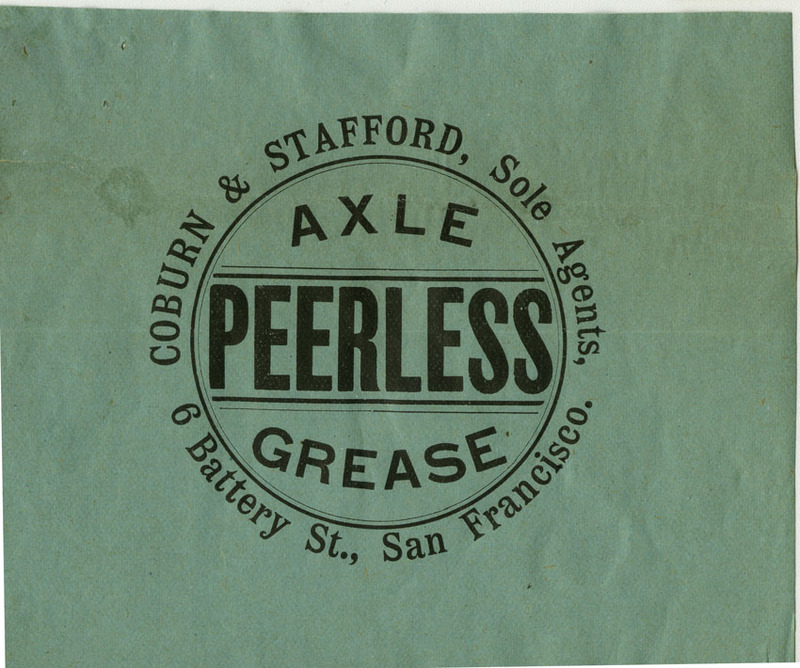 COBURN & STAFFORD, Sole Agents,
AXLE
PEERLESS
GREASE
6 Battery St., San Francisco.